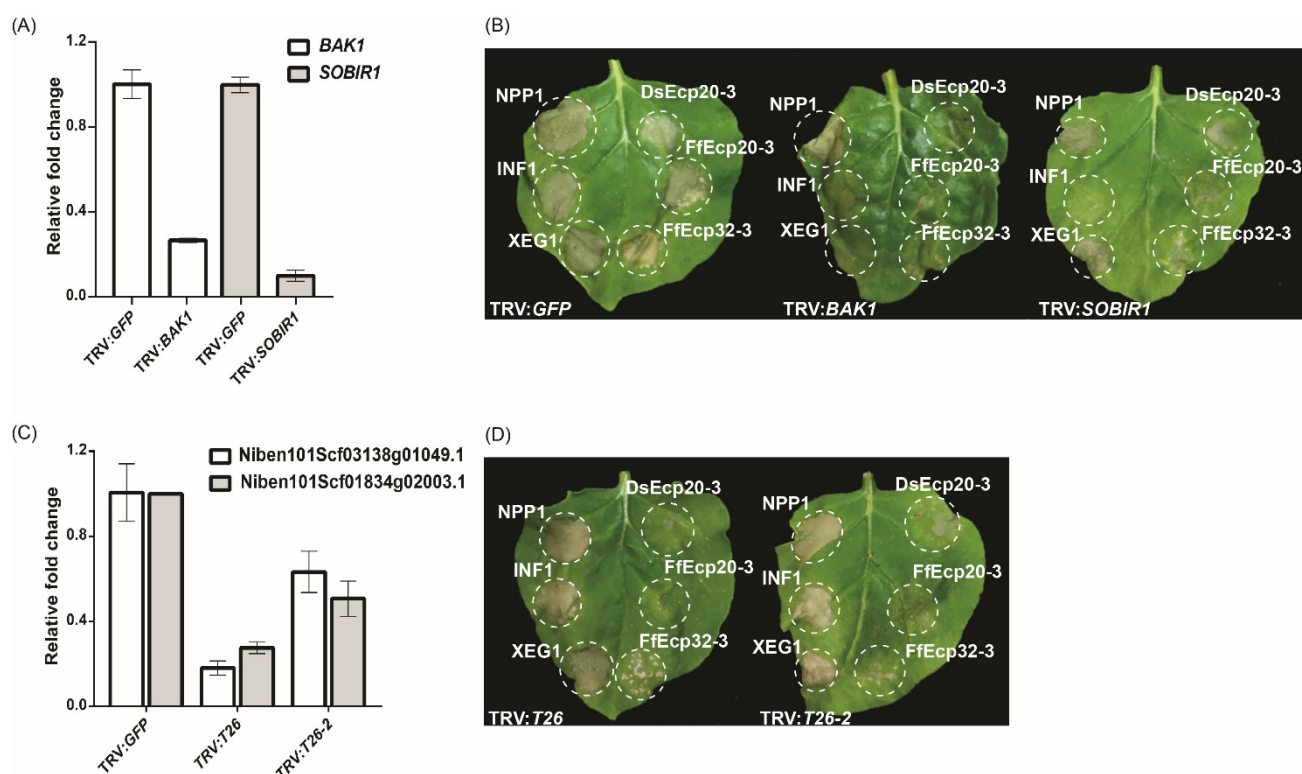 (A)
1.2
0.8
0.4
0.0
Relative fold change
BAK1
SOBIR1
TRV:GFP
TRV:BAK1
TRV:GFP
TRV:SOBIR1
(B)
NPP1
DsEcp20-3
INF1
FfEcp20-3
XEG1
FfEcp32-3
TRV:GFP
NPP1
DsEcp20-3
INF1
FfEcp20-3
XEG1
FfEcp32-3
TRV:BAK1
NPP1
DsEcp20-3
INF1
FfEcp20-3
XEG1
FfEcp32-3
TRV:SOBIR1
(C)
1.2
0.8
0.4
0.0
Relative fold change
Niben101Scf03138g01049.1
Niben101Scf01834g02003.1
TRV:GFP
TRV:T26
TRV:T26-2
(D)
NPP1
DsEcp20-3
INF1
FfEcp20-3
XEG1
FfEcp32-3
TRV:T26
NPP1
DsEcp20-3
INF1
FfEcp20-3
XEG1
FfEcp32-3
TRV:T26-2